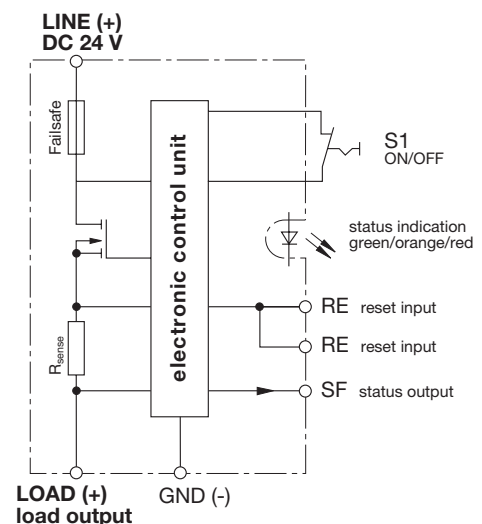 LINE (+)
DC 24 V
Failsafe
electronic control unit
S1
ON/OFF
status indication
green/orange/red
RE reset input
RE reset input
Rsense
SF status output
LOAD (+)
load output
GND (-)